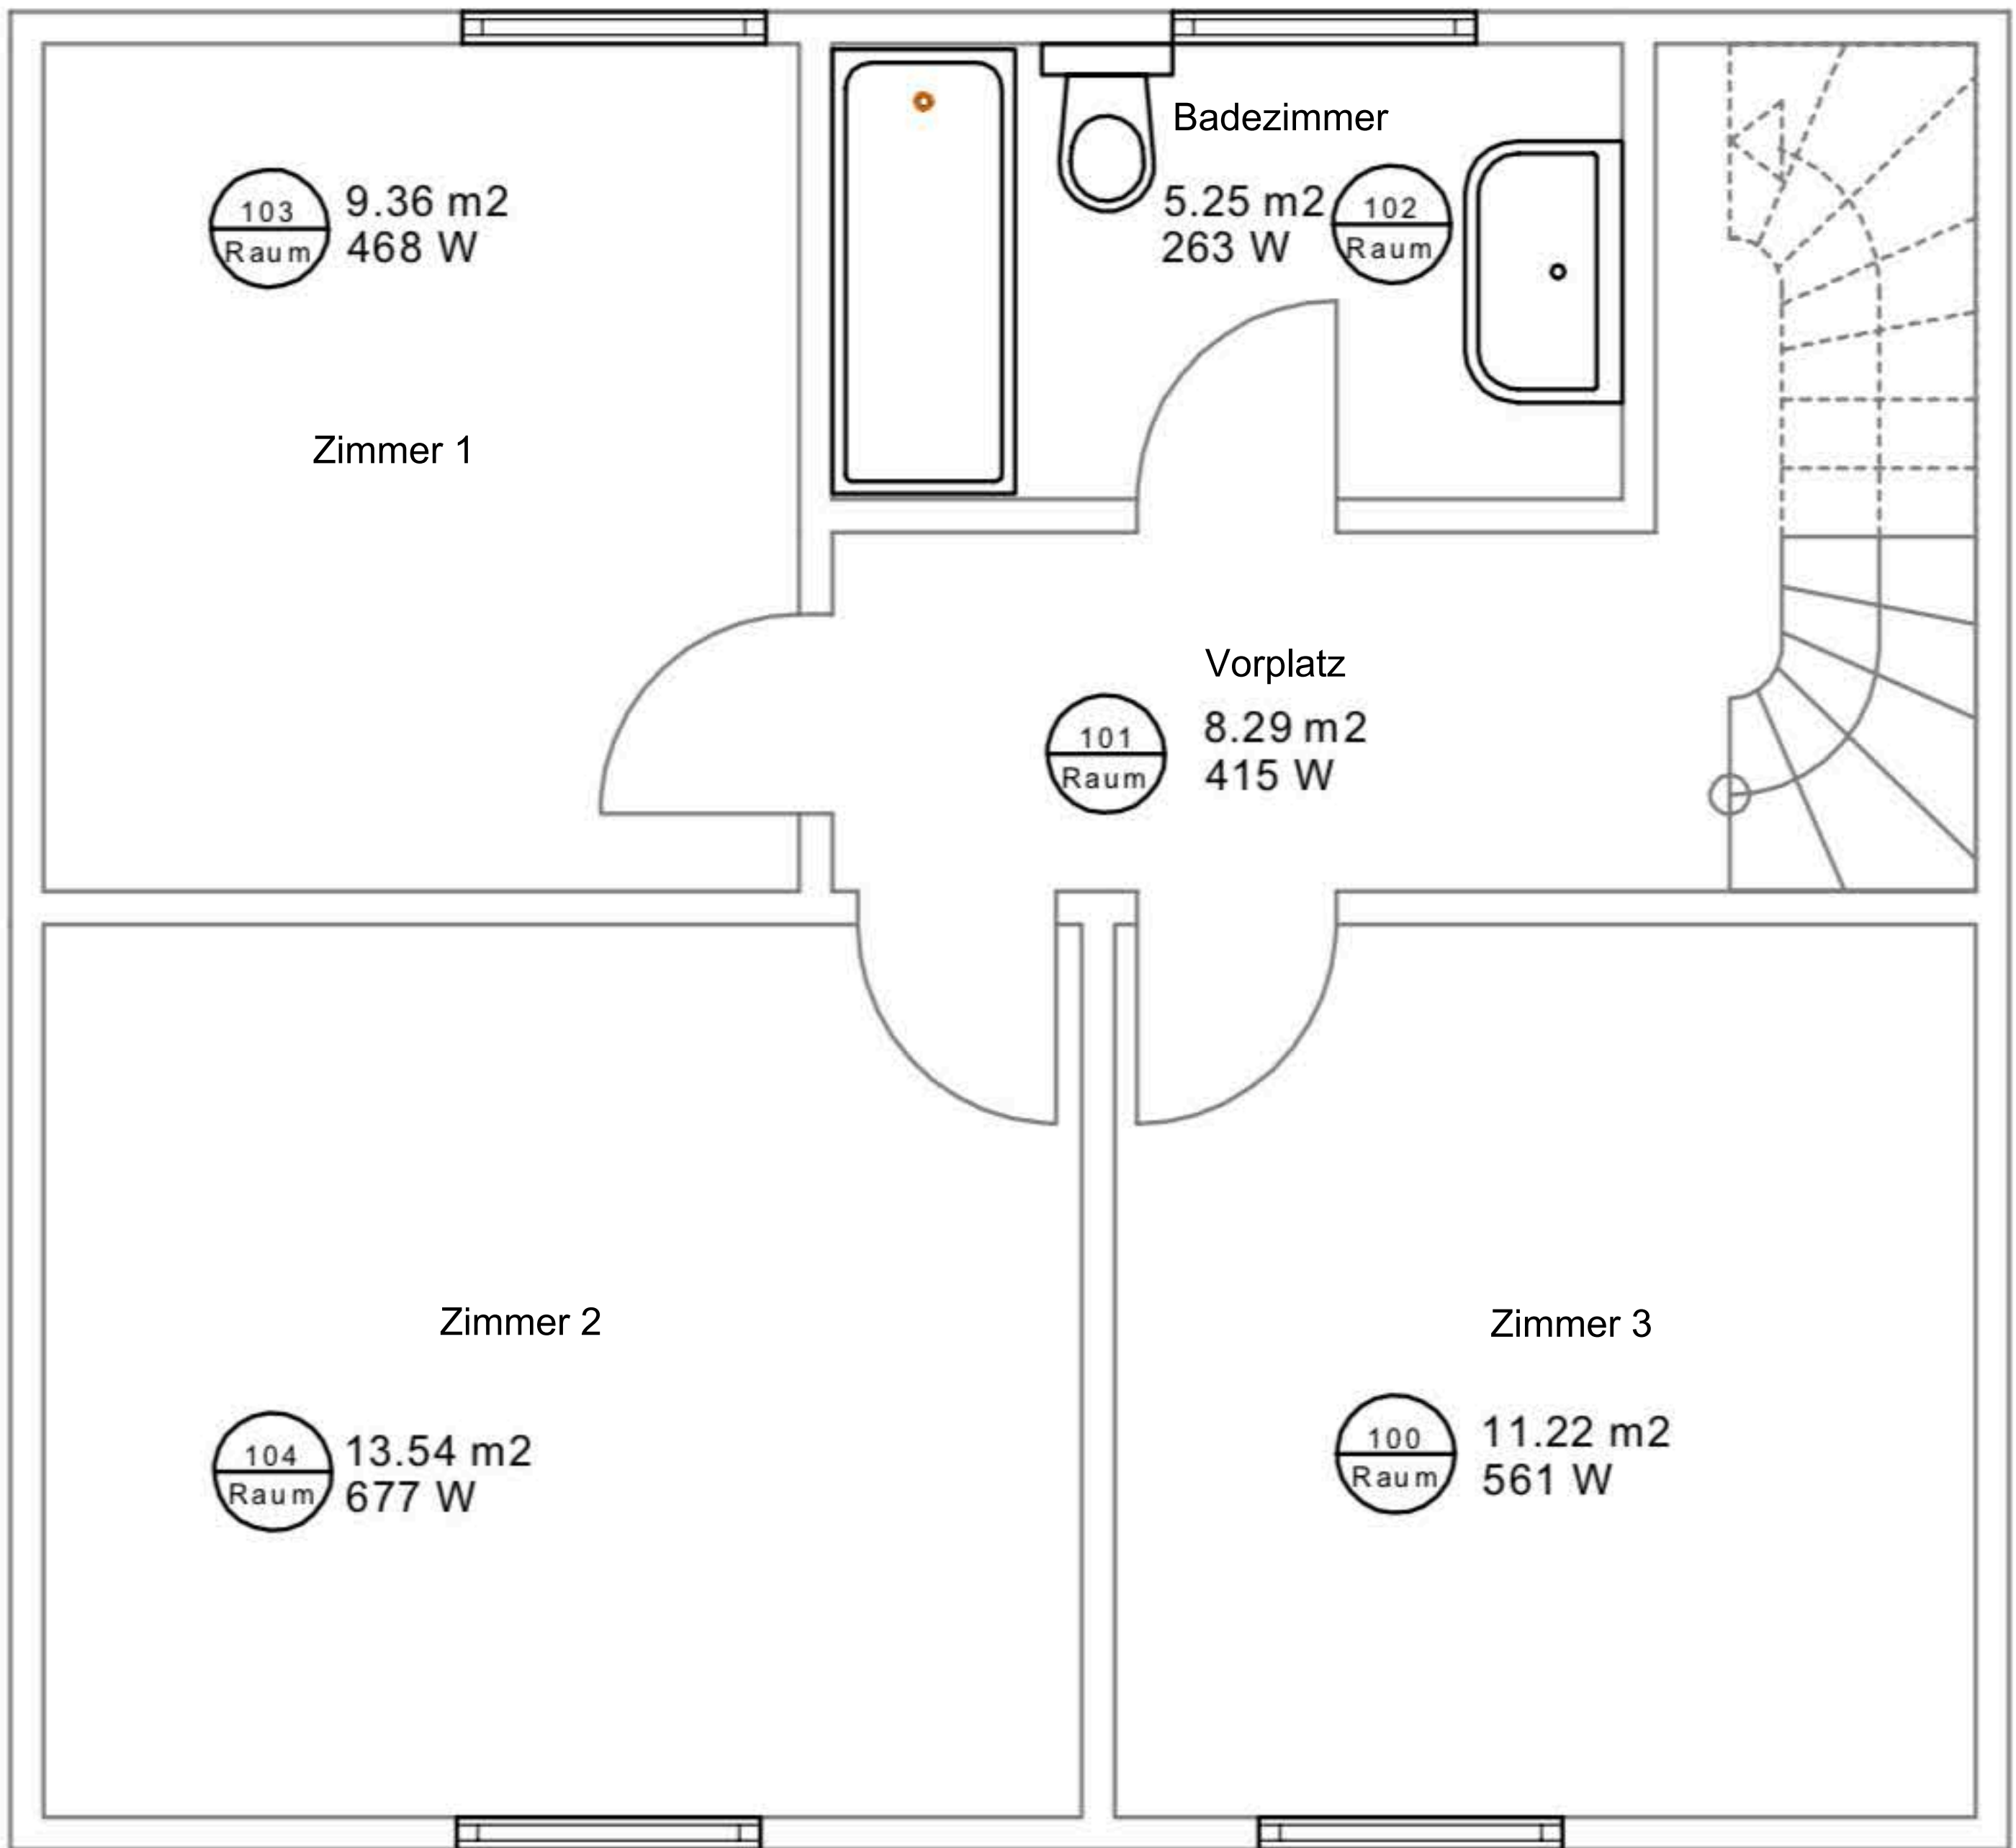 Badezimmer
103
Raum
9.36 m2
468 W
5.25 m2
263 W
102
Raum
Zimmer 1
Vorplatz
101
Raum
8.29 m2
415 W
Zimmer 2
Zimmer 3
104
Raum
13.54 m2
677 W
100
Raum
11.22 m2
561 W